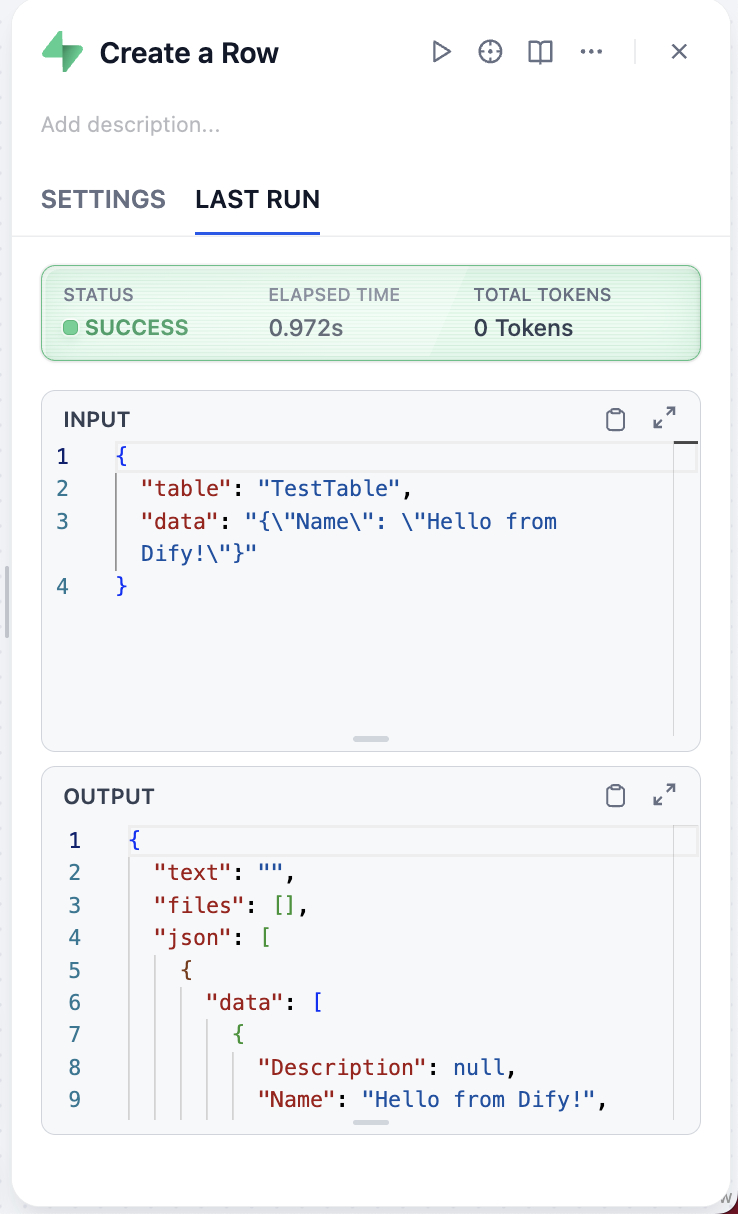 Create a Row
Add description...
SETTINGS LAST RUN
STATUS ELAPSED TIME TOTAL TOKENS
SUCCESS 0.972s 0 Tokens
INPUT
1 {
2 "table": "TestTable",
3 "data": "{\"Name\": \"Hello from
Dify!\"}"
4 }
OUTPUT
1 {
2 "text": "",
3 "files": [],
4 "json": [
5 {
6 "data": [
7 {
8 "Description": null,
9 "Name": "Hello from Dify!",